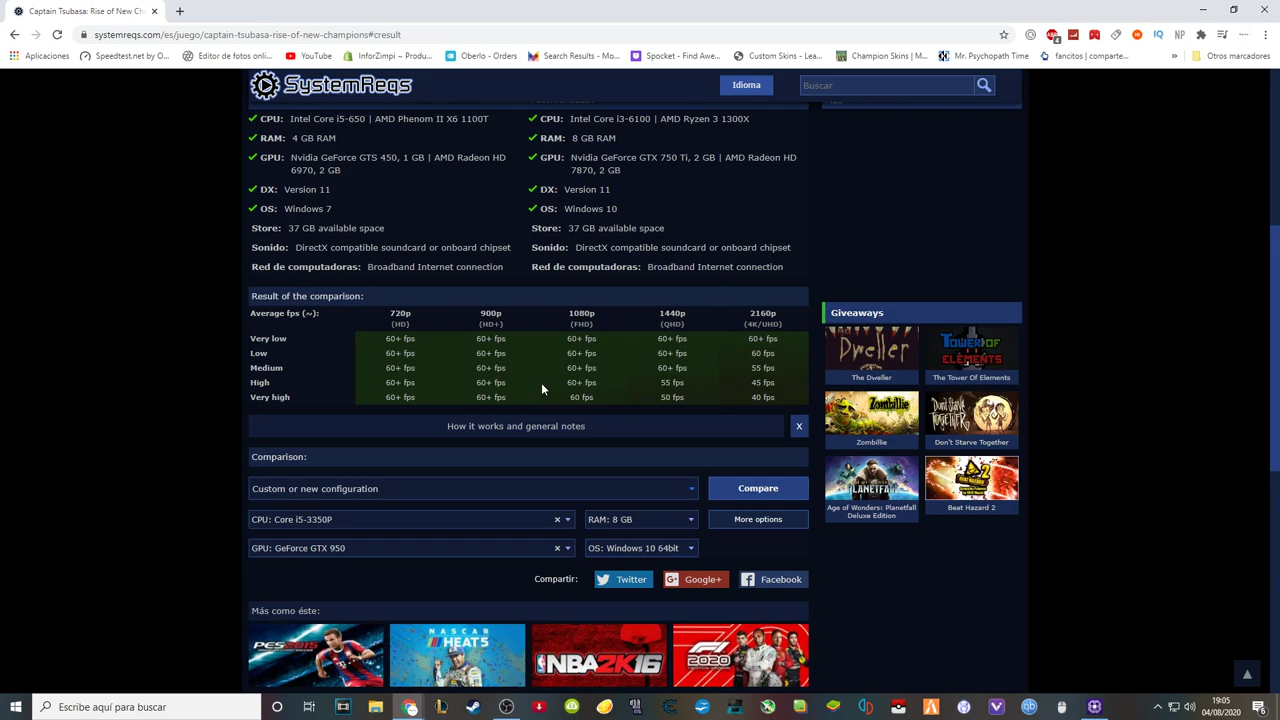 Captain Tsubasa: Rise of New Ch
systemreqs.com/es/juego/captain-tsubasa-rise-of-new-champions#cresult
Aplicaciones
Speedtest.net by O...
Editor de fotos onli...
YouTube
InforZimpi ~ Produ...
Oberlo - Orders
Search Results - Mo...
Spocket - Find Awe...
Custom Skins - Lea...
Champion Skins | M...
Mr. Psychopath Time
fancitos | comparte...
»
Otros marcadores
SystemReqs
Idioma
Buscar
CPU: Intel Core i5-650 | AMD Phenom II X6 1100T
RAM: 4 GB RAM
GPU: Nvidia GeForce GTS 450, 1 GB | AMD Radeon HD
6970, 2 GB
DX: Version 11
OS: Windows 7
Store: 37 GB available space
Sonido: DirectX compatible soundcard or onboard chipset
Red de computadoras: Broadband Internet connection
CPU: Intel Core i3-6100 | AMD Ryzen 3 1300X
RAM: 8 GB RAM
GPU: Nvidia GeForce GTX 750 Ti, 2 GB | AMD Radeon HD
7870, 2 GB
DX: Version 11
OS: Windows 10
Store: 37 GB available space
Sonido: DirectX compatible soundcard or onboard chipset
Red de computadoras: Broadband Internet connection
Result of the comparison:
Average fps (~): 720p 900p 1080p 1440p 2160p
(HD) (HD+) (FHD) (QHD) (4K/UHD)
Very low 60+ fps 60+ fps 60+ fps 60+ fps 60+ fps
Low 60+ fps 60+ fps 60+ fps 60+ fps 60 fps
Medium 60+ fps 60+ fps 60+ fps 60+ fps 55 fps
High 60+ fps 60+ fps 60+ fps 55 fps 45 fps
Very high 60+ fps 60+ fps 60 fps 50 fps 40 fps
How it works and general notes
X
Comparison:
Custom or new configuration
Compare
CPU: Core i5-3350P
RAM: 8 GB
More options
GPU: GeForce GTX 950
OS: Windows 10 64bit
Compartir:
Twitter
Google+
Facebook
Más como éste:
PES2015
NASCAR
HEAT5
NBA2K16
F1
2020
Giveaways
Dweller
The Dweller
TOWER OF
ELEMENTS
The Tower Of Elements
Zombillie
Zombillie
DON'T STARVE
TOGETHER
Don't Starve Together
PLANETFALL
Age of Wonders: Planetfall
Deluxe Edition
BEAT HAZARD
2
Beat Hazard 2
Escribe aquí para buscar
19:05
04/08/2020